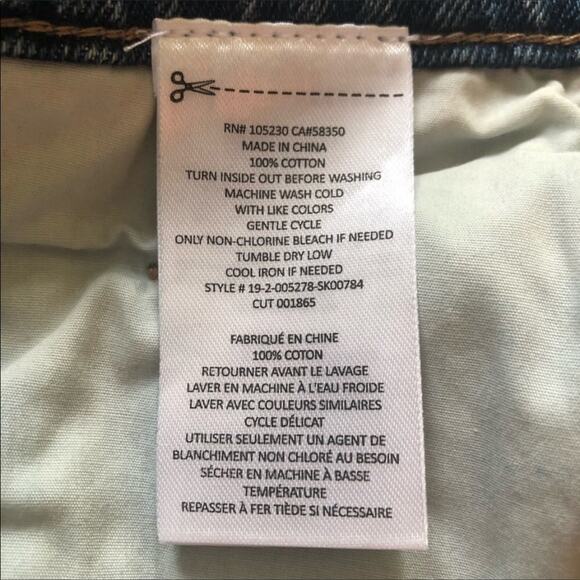 RN# 105230 CA#58350
MADE IN CHINA
100% COTTON
TURN INSIDE OUT BEFORE WASHING
MACHINE WASH COLD
WITH LIKE COLORS
GENTLE CYCLE
ONLY NON-CHLORINE BLEACH IF NEEDED
TUMBLE DRY LOW
COOL IRON IF NEEDED
STYLE # 19-2-005278-SK00784
CUT 001865
FABRIQUÉ EN CHINE
100% COTON
RETOURNER AVANT LE LAVAGE
LAVER EN MACHINE À L'EAU FROIDE
LAVER AVEC COULEURS SIMILAIRES
CYCLE DÉLICAT
UTILISER SEULEMENT UN AGENT DE
BLANCHIMENT NON CHLORÉ AU BESOIN
SÉCHER EN MACHINE À BASSE
TEMPÉRATURE
REPASSER À FER TIÈDE SI NÉCESSAIRE